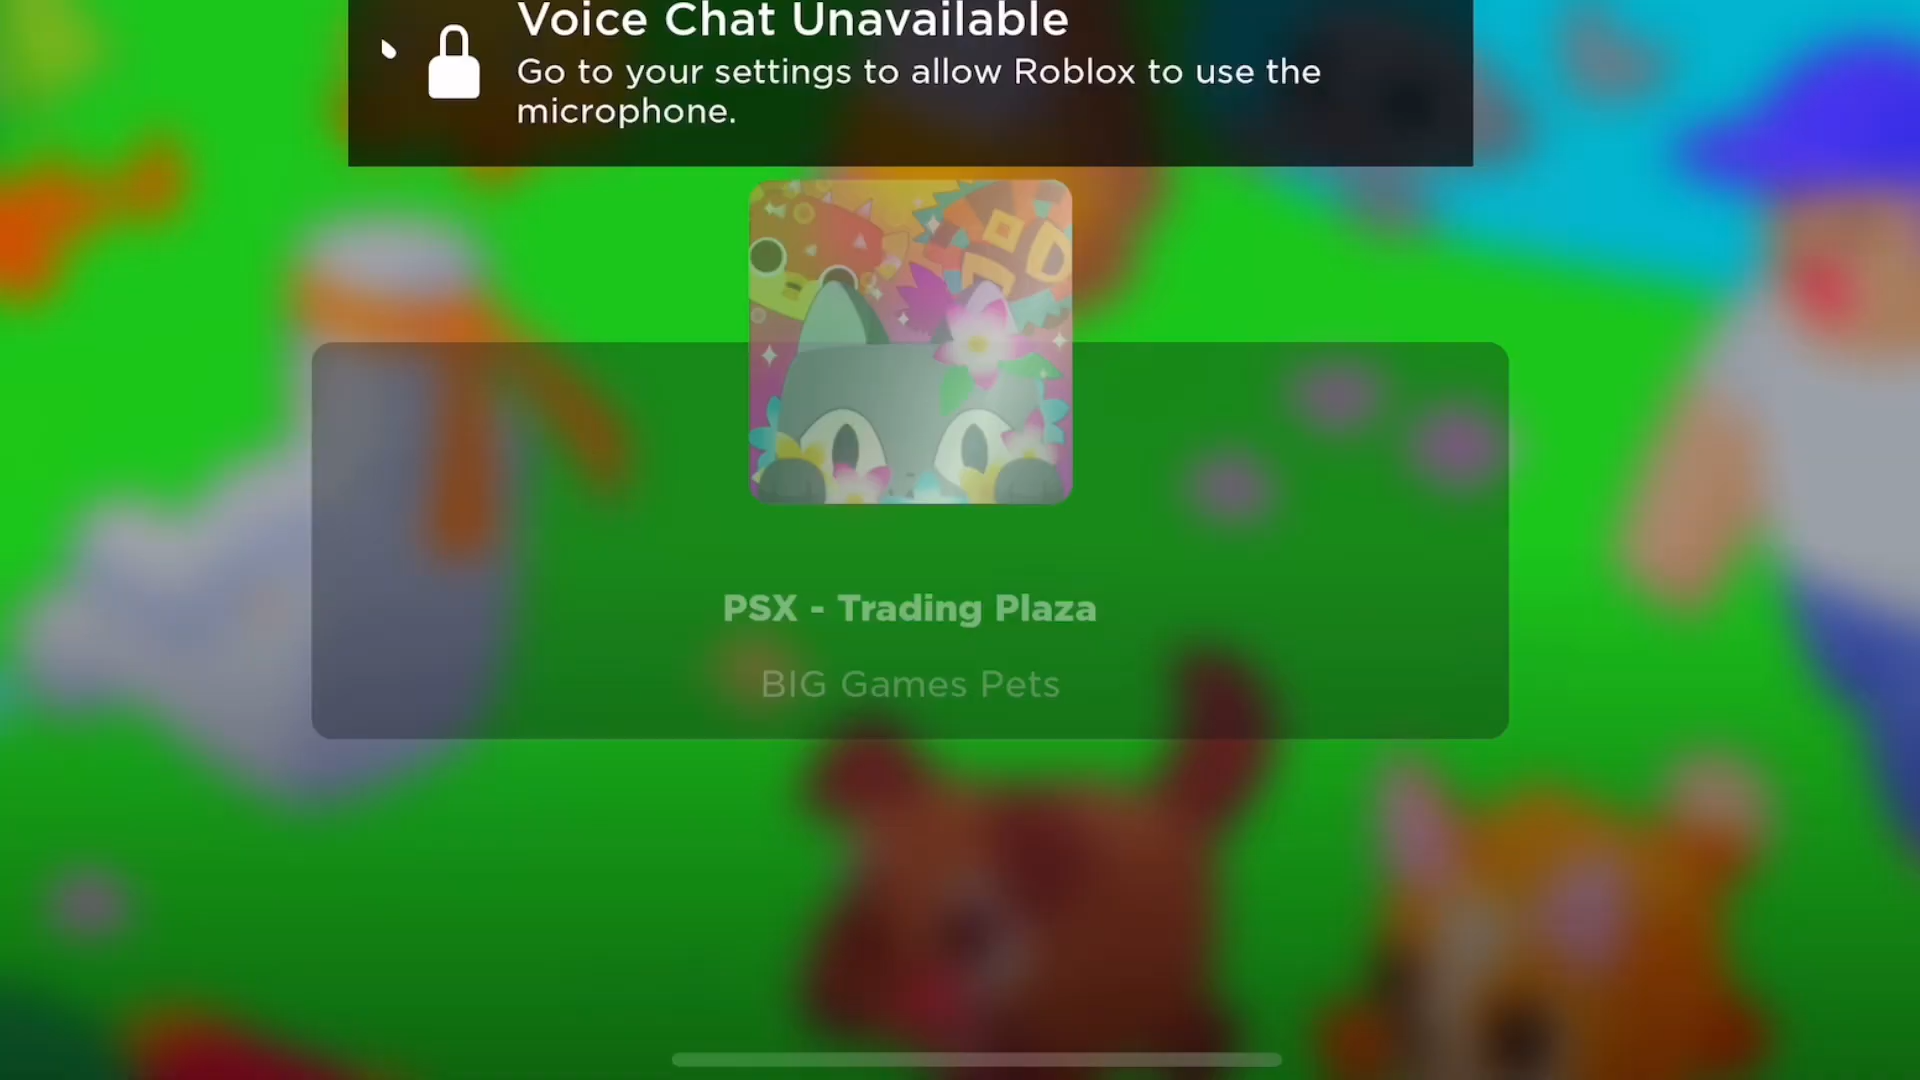 Voice Chat Unavailable
Go to your settings to allow Roblox to use the
microphone.
PSX - Trading Plaza
BIG Games Pets